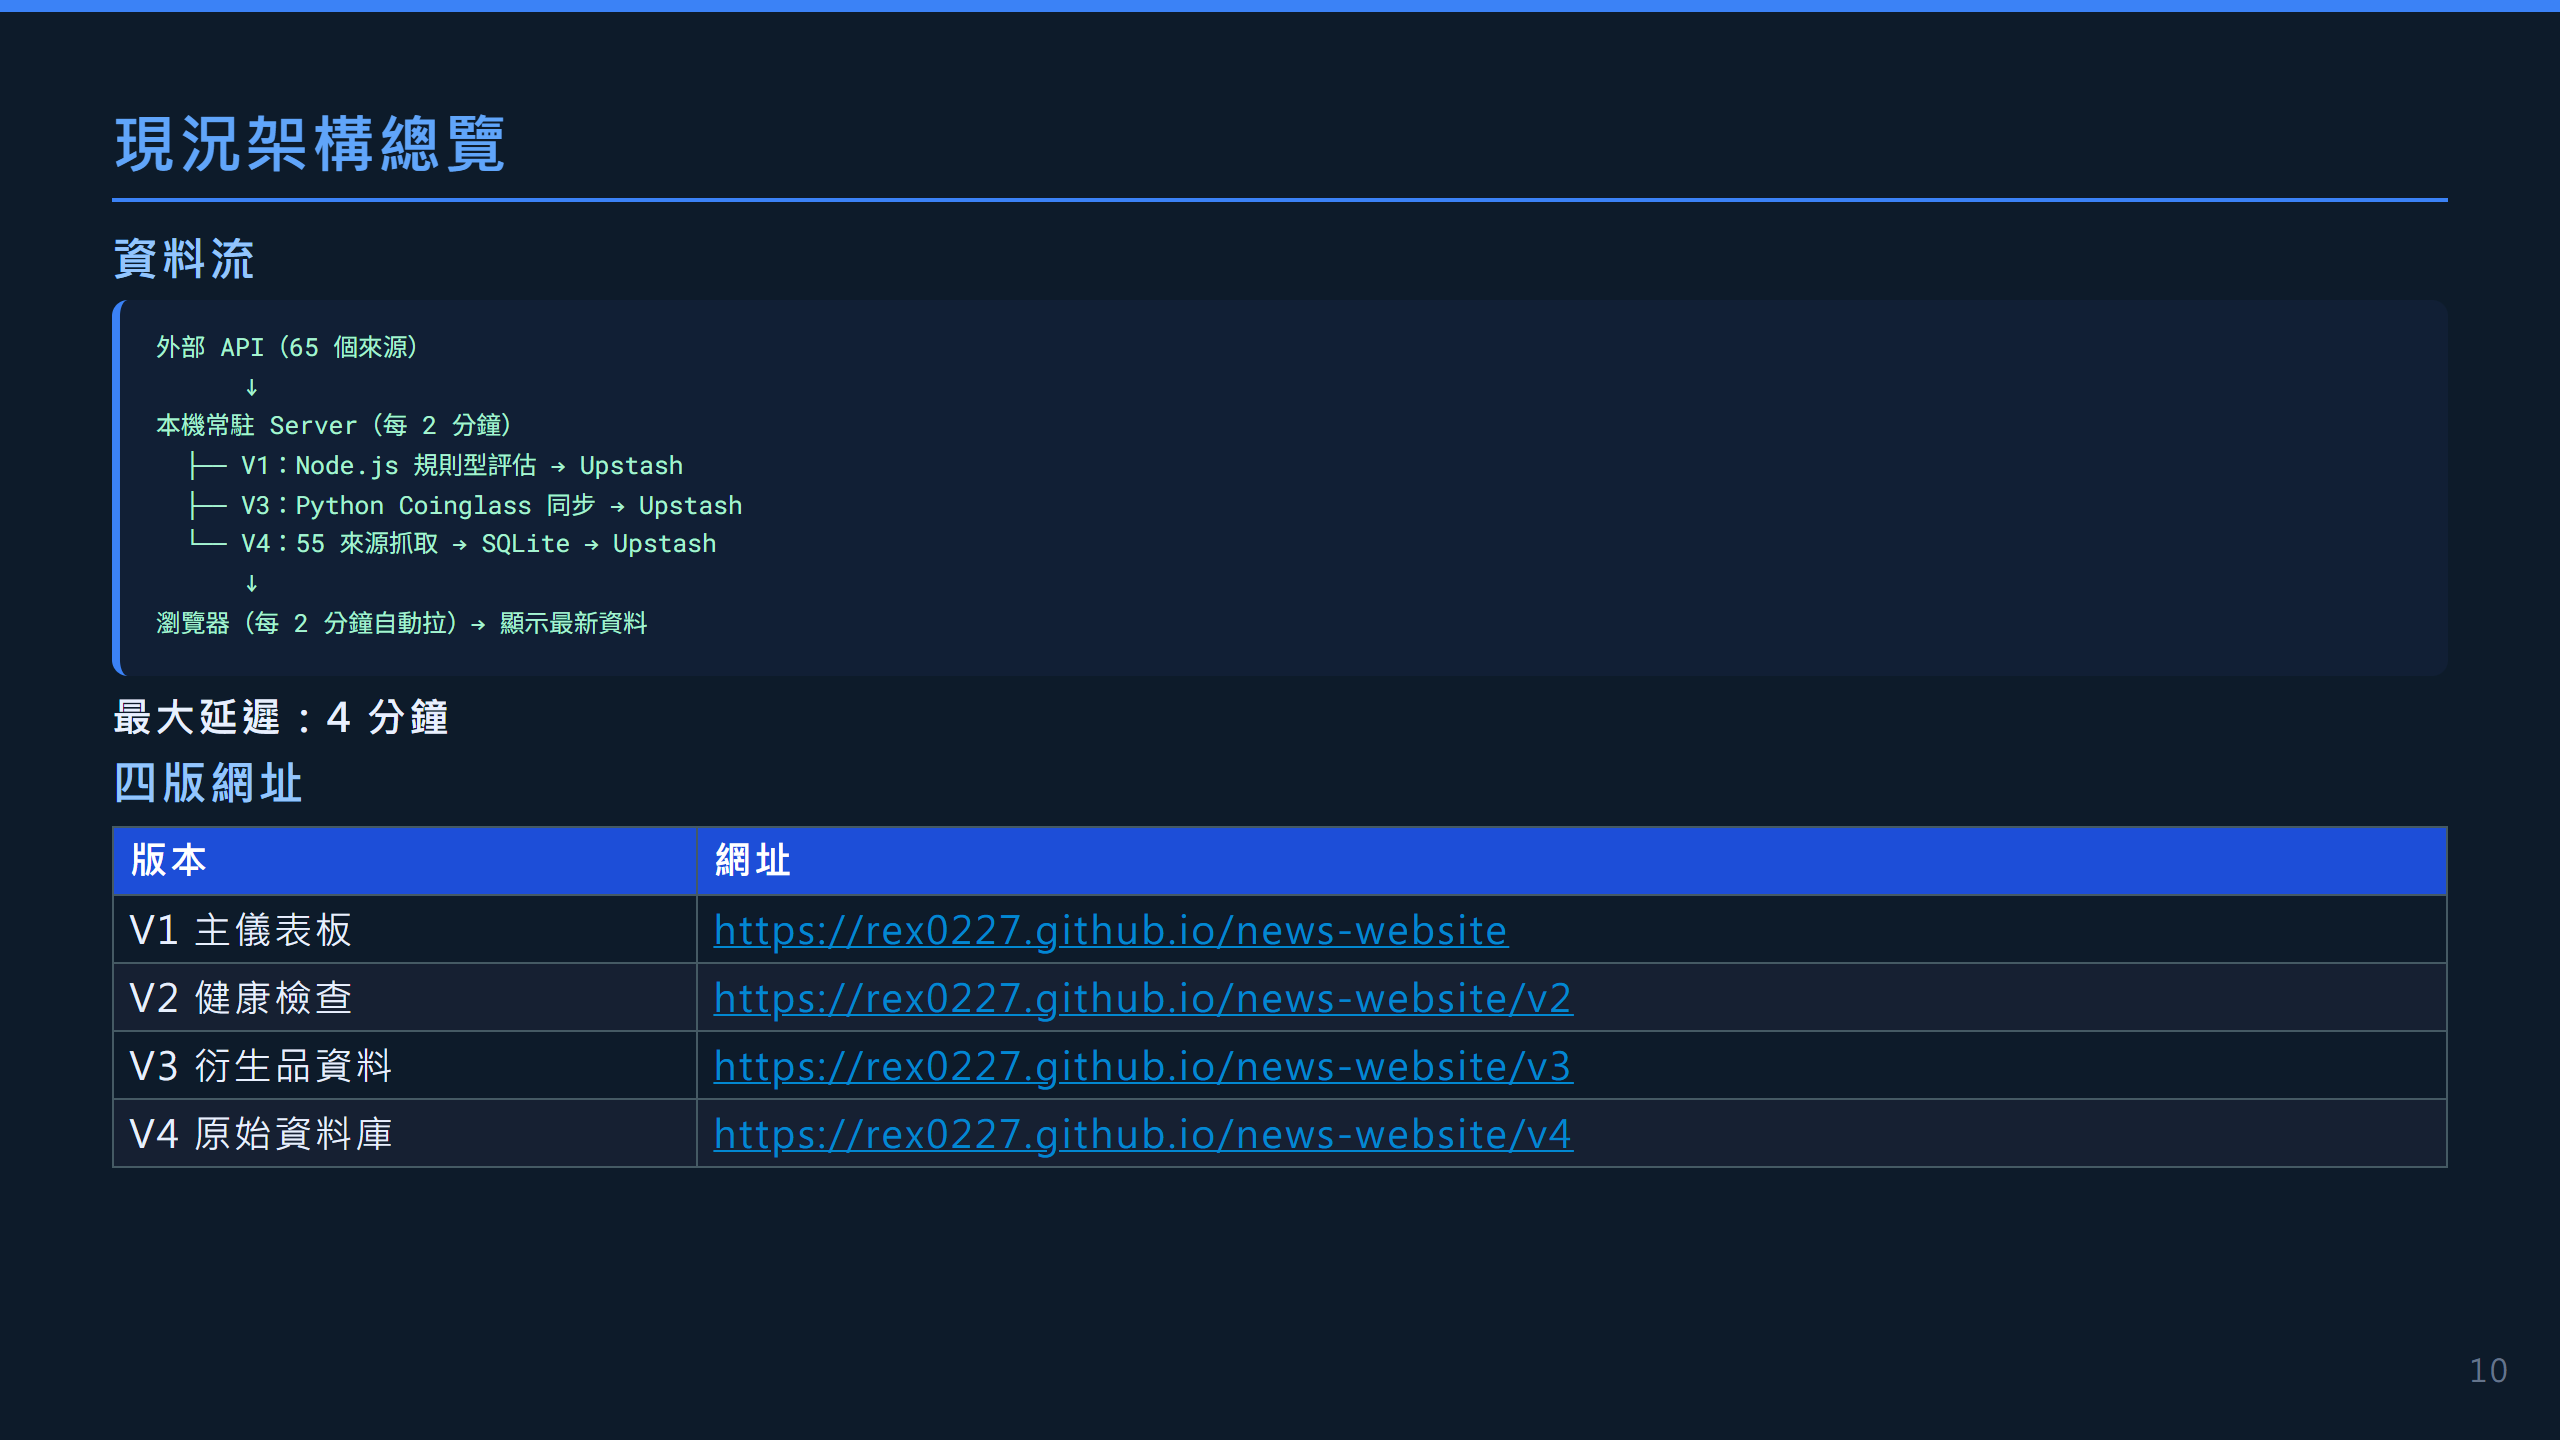 現況架構總覽
資料流
外部 API（65 個來源）
↓
本機常駐 Server（每 2 分鐘）
├── V1：Node.js 規則型評估 → Upstash
├── V3：Python Coinglass 同步 → Upstash
└── V4：55 來源抓取 → SQLite → Upstash
↓
瀏覽器（每 2 分鐘自動拉）→ 顯示最新資料
最大延遲：4 分鐘
四版網址
版本 網址
V1 主儀表板 https://rex0227.github.io/news-website
V2 健康檢查 https://rex0227.github.io/news-website/v2
V3 衍生品資料 https://rex0227.github.io/news-website/v3
V4 原始資料庫 https://rex0227.github.io/news-website/v4
10